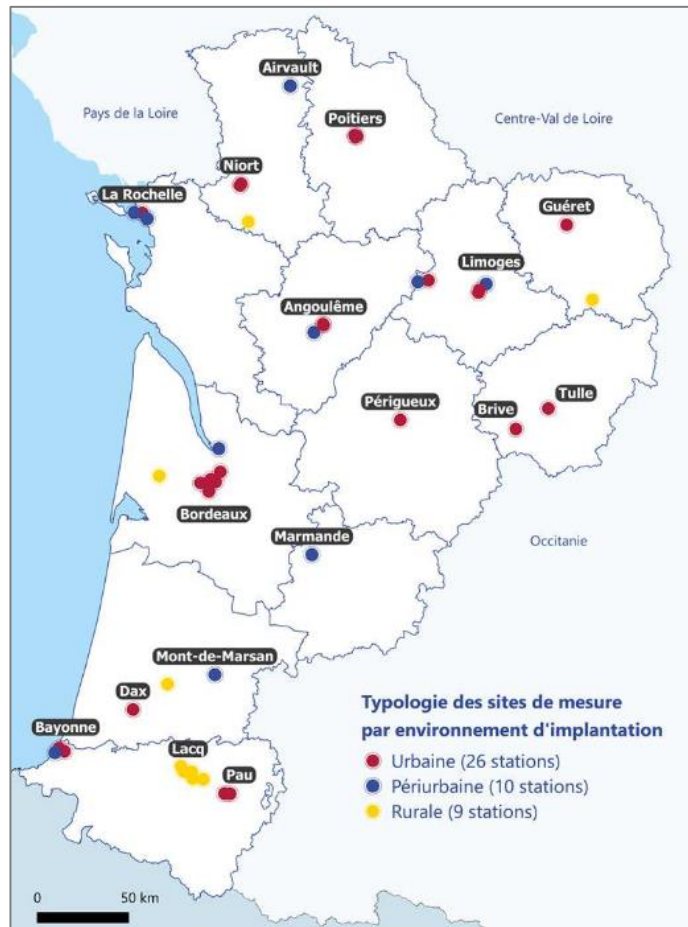 Airvault
Pays de la Loire
Poitiers
Centre-Val de Loire
Niort
La Rochelle
Guéret
Limoges
Angoulême
Périgueux
Tulle
Brive
Bordeaux
Marmande
Occitanie
Mont-de-Marsan
Dax
Typologie des sites de mesure
par environnement d'implantation
Bayonne
Lacq
Urbaine (26 stations)
Pau
Périurbaine (10 stations)
Rurale (9 stations)
0 50 km